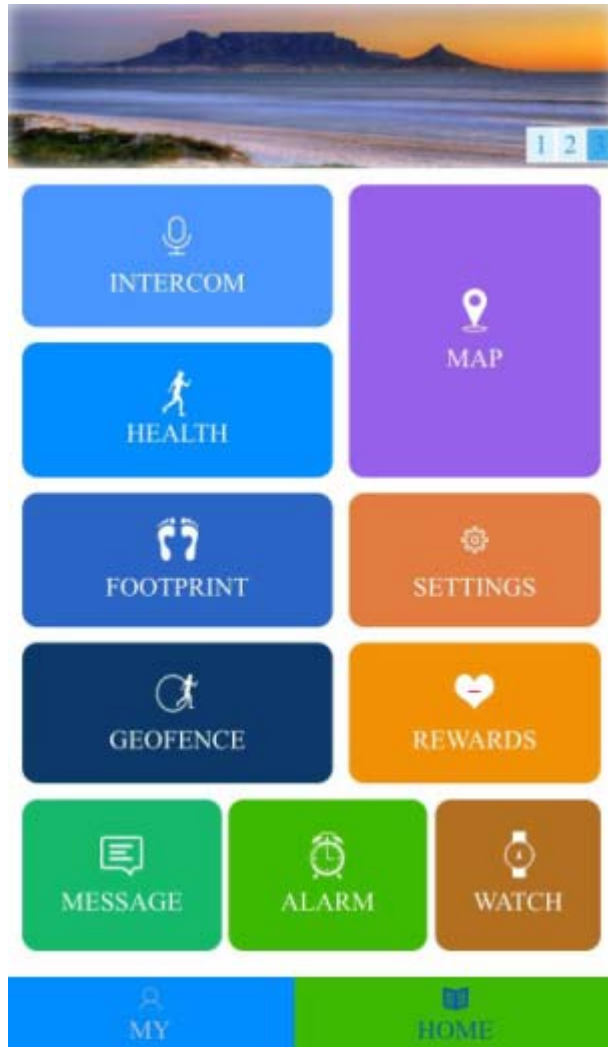 1 2 3
INTERCOM
MAP
HEALTH
FOOTPRINT
SETTINGS
GEOFENCE
REWARDS
MESSAGE
ALARM
WATCH
MY
HOME